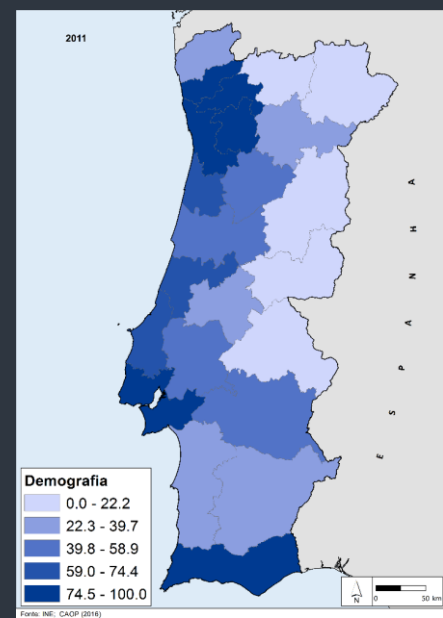 2011
E S P A N H A
Demografia
0.0 - 22.2
22.3 - 39.7
39.8 - 58.9
59.0 - 74.4
74.5 - 100.0
N
0 50 km
Fonte: INE; CAOP (2016)